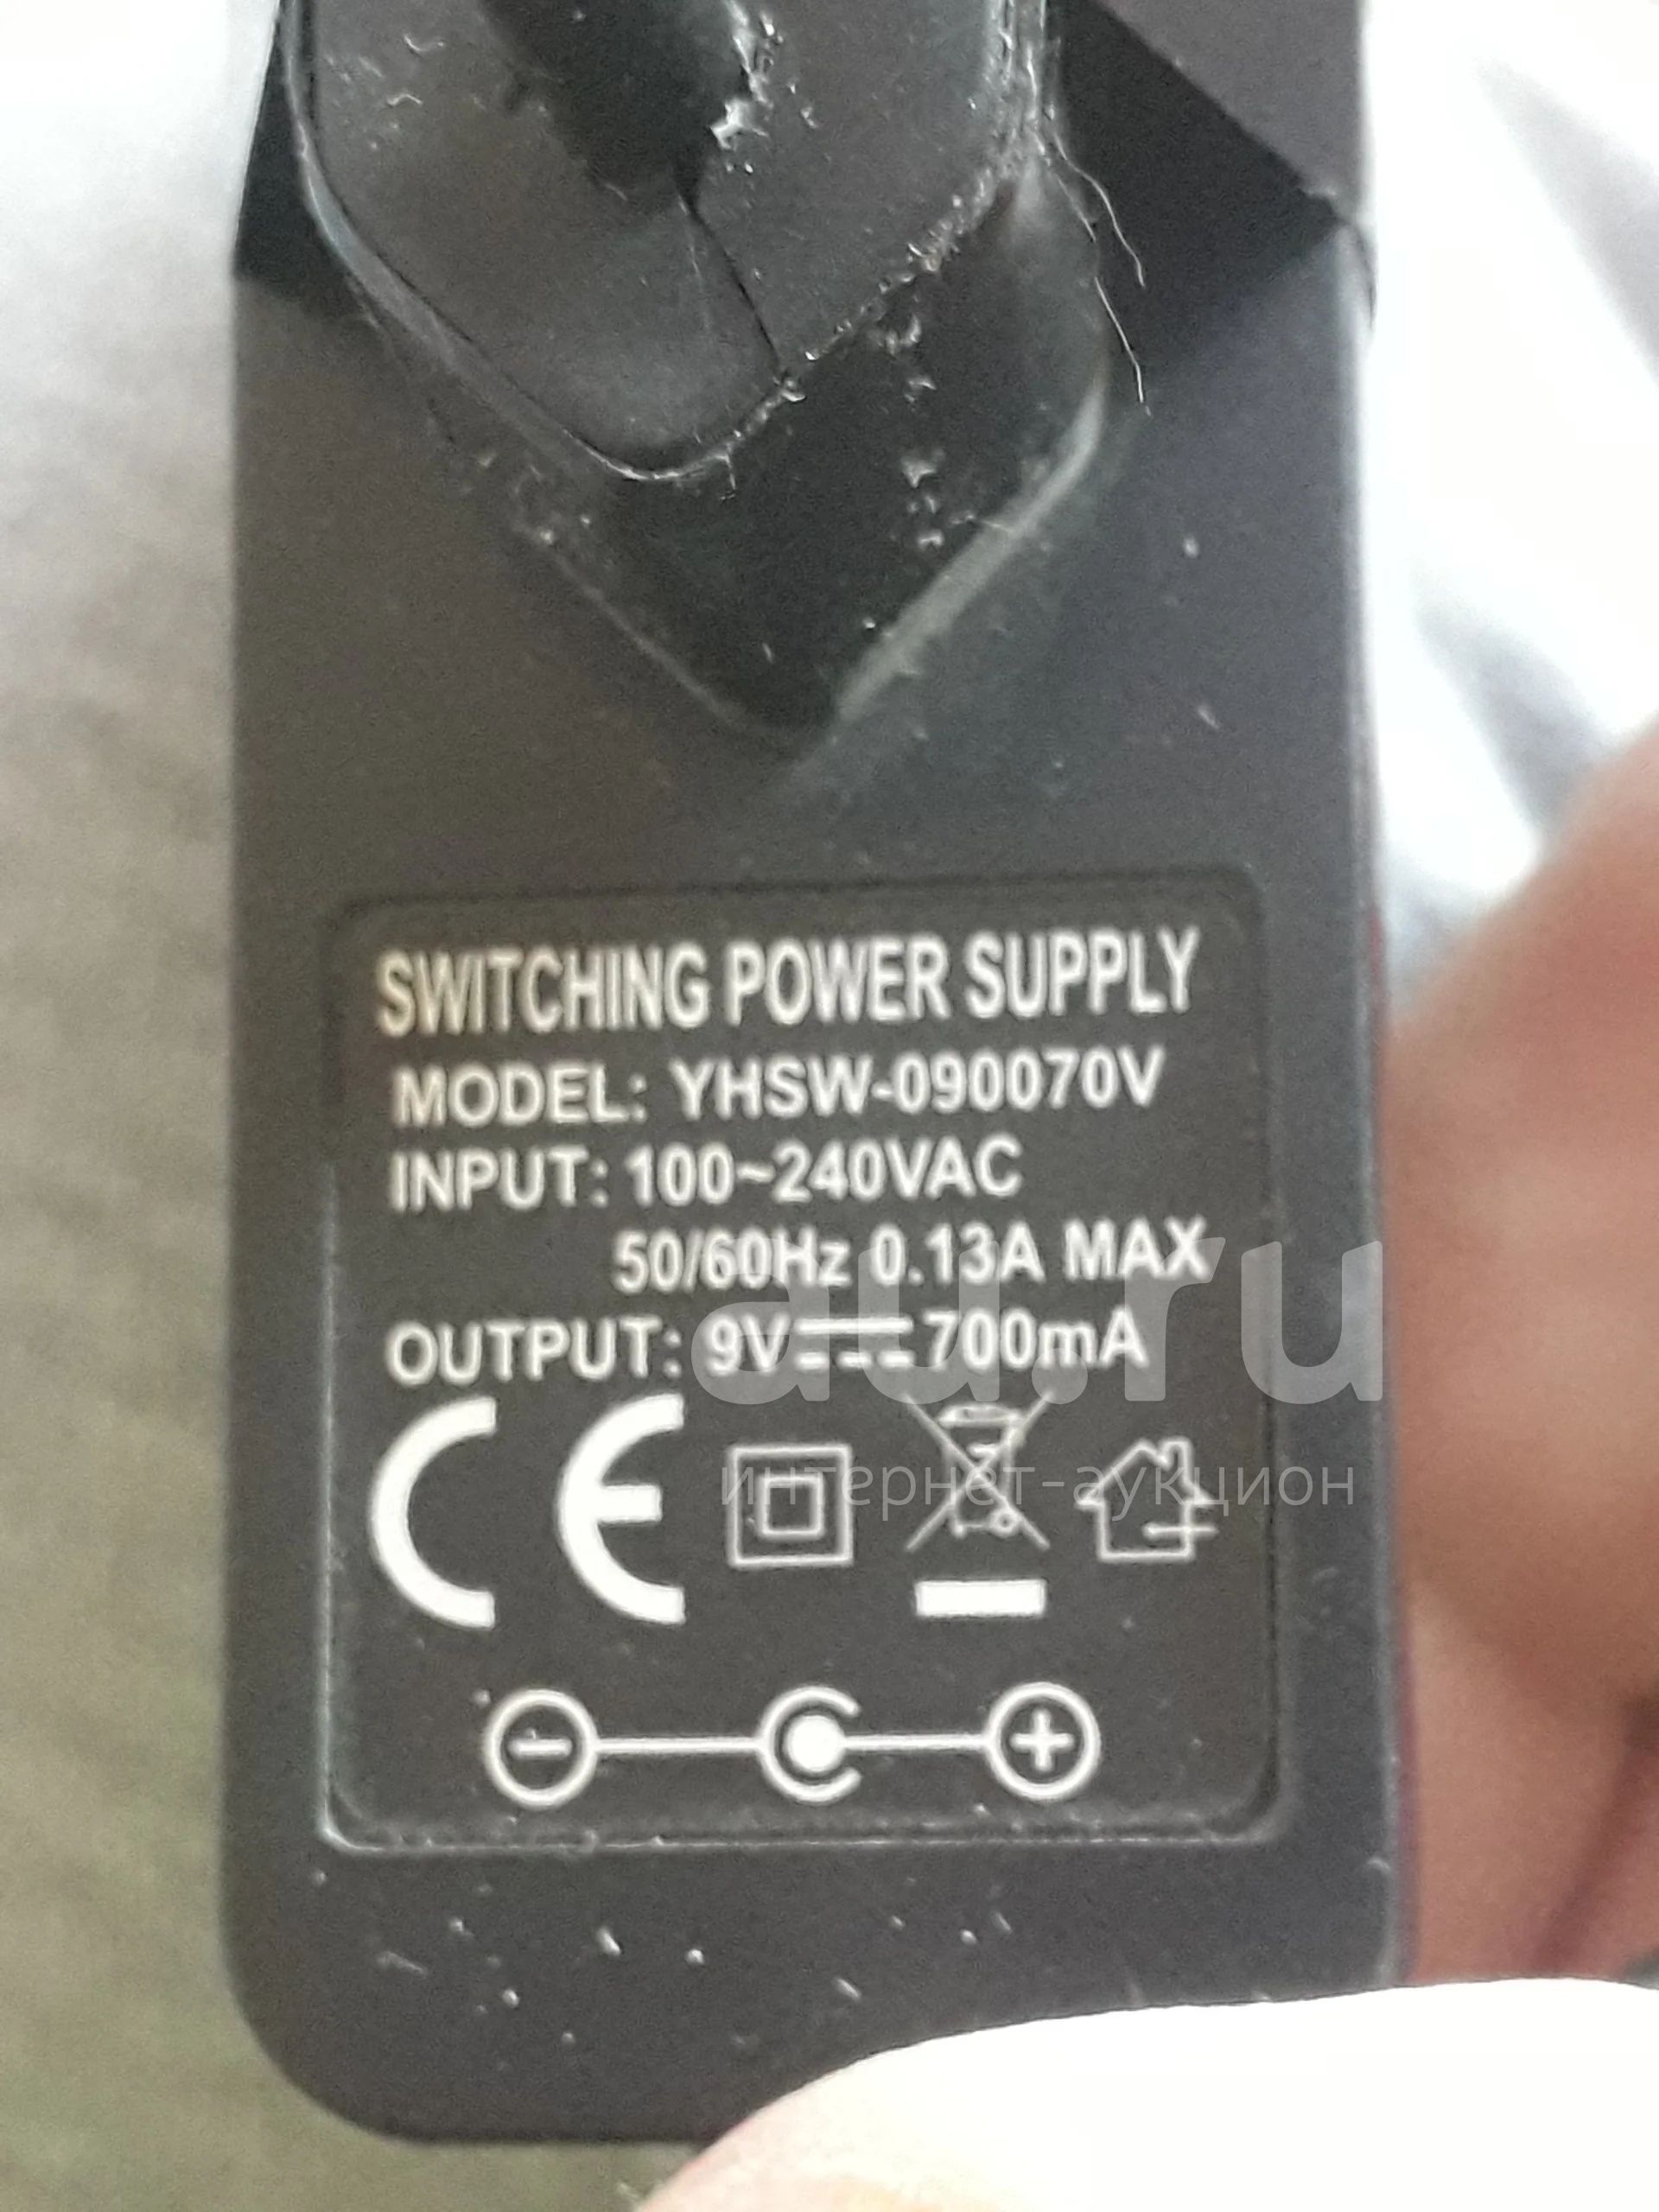 SWITCHING POWER SUPPLY
MODEL: YHSW-090070V
INPUT: 100~240VAC
50/60Hz 0.13A MAX
OUTPUT: 9V⎓700mA
CE
au.ru
интернет-аукцион